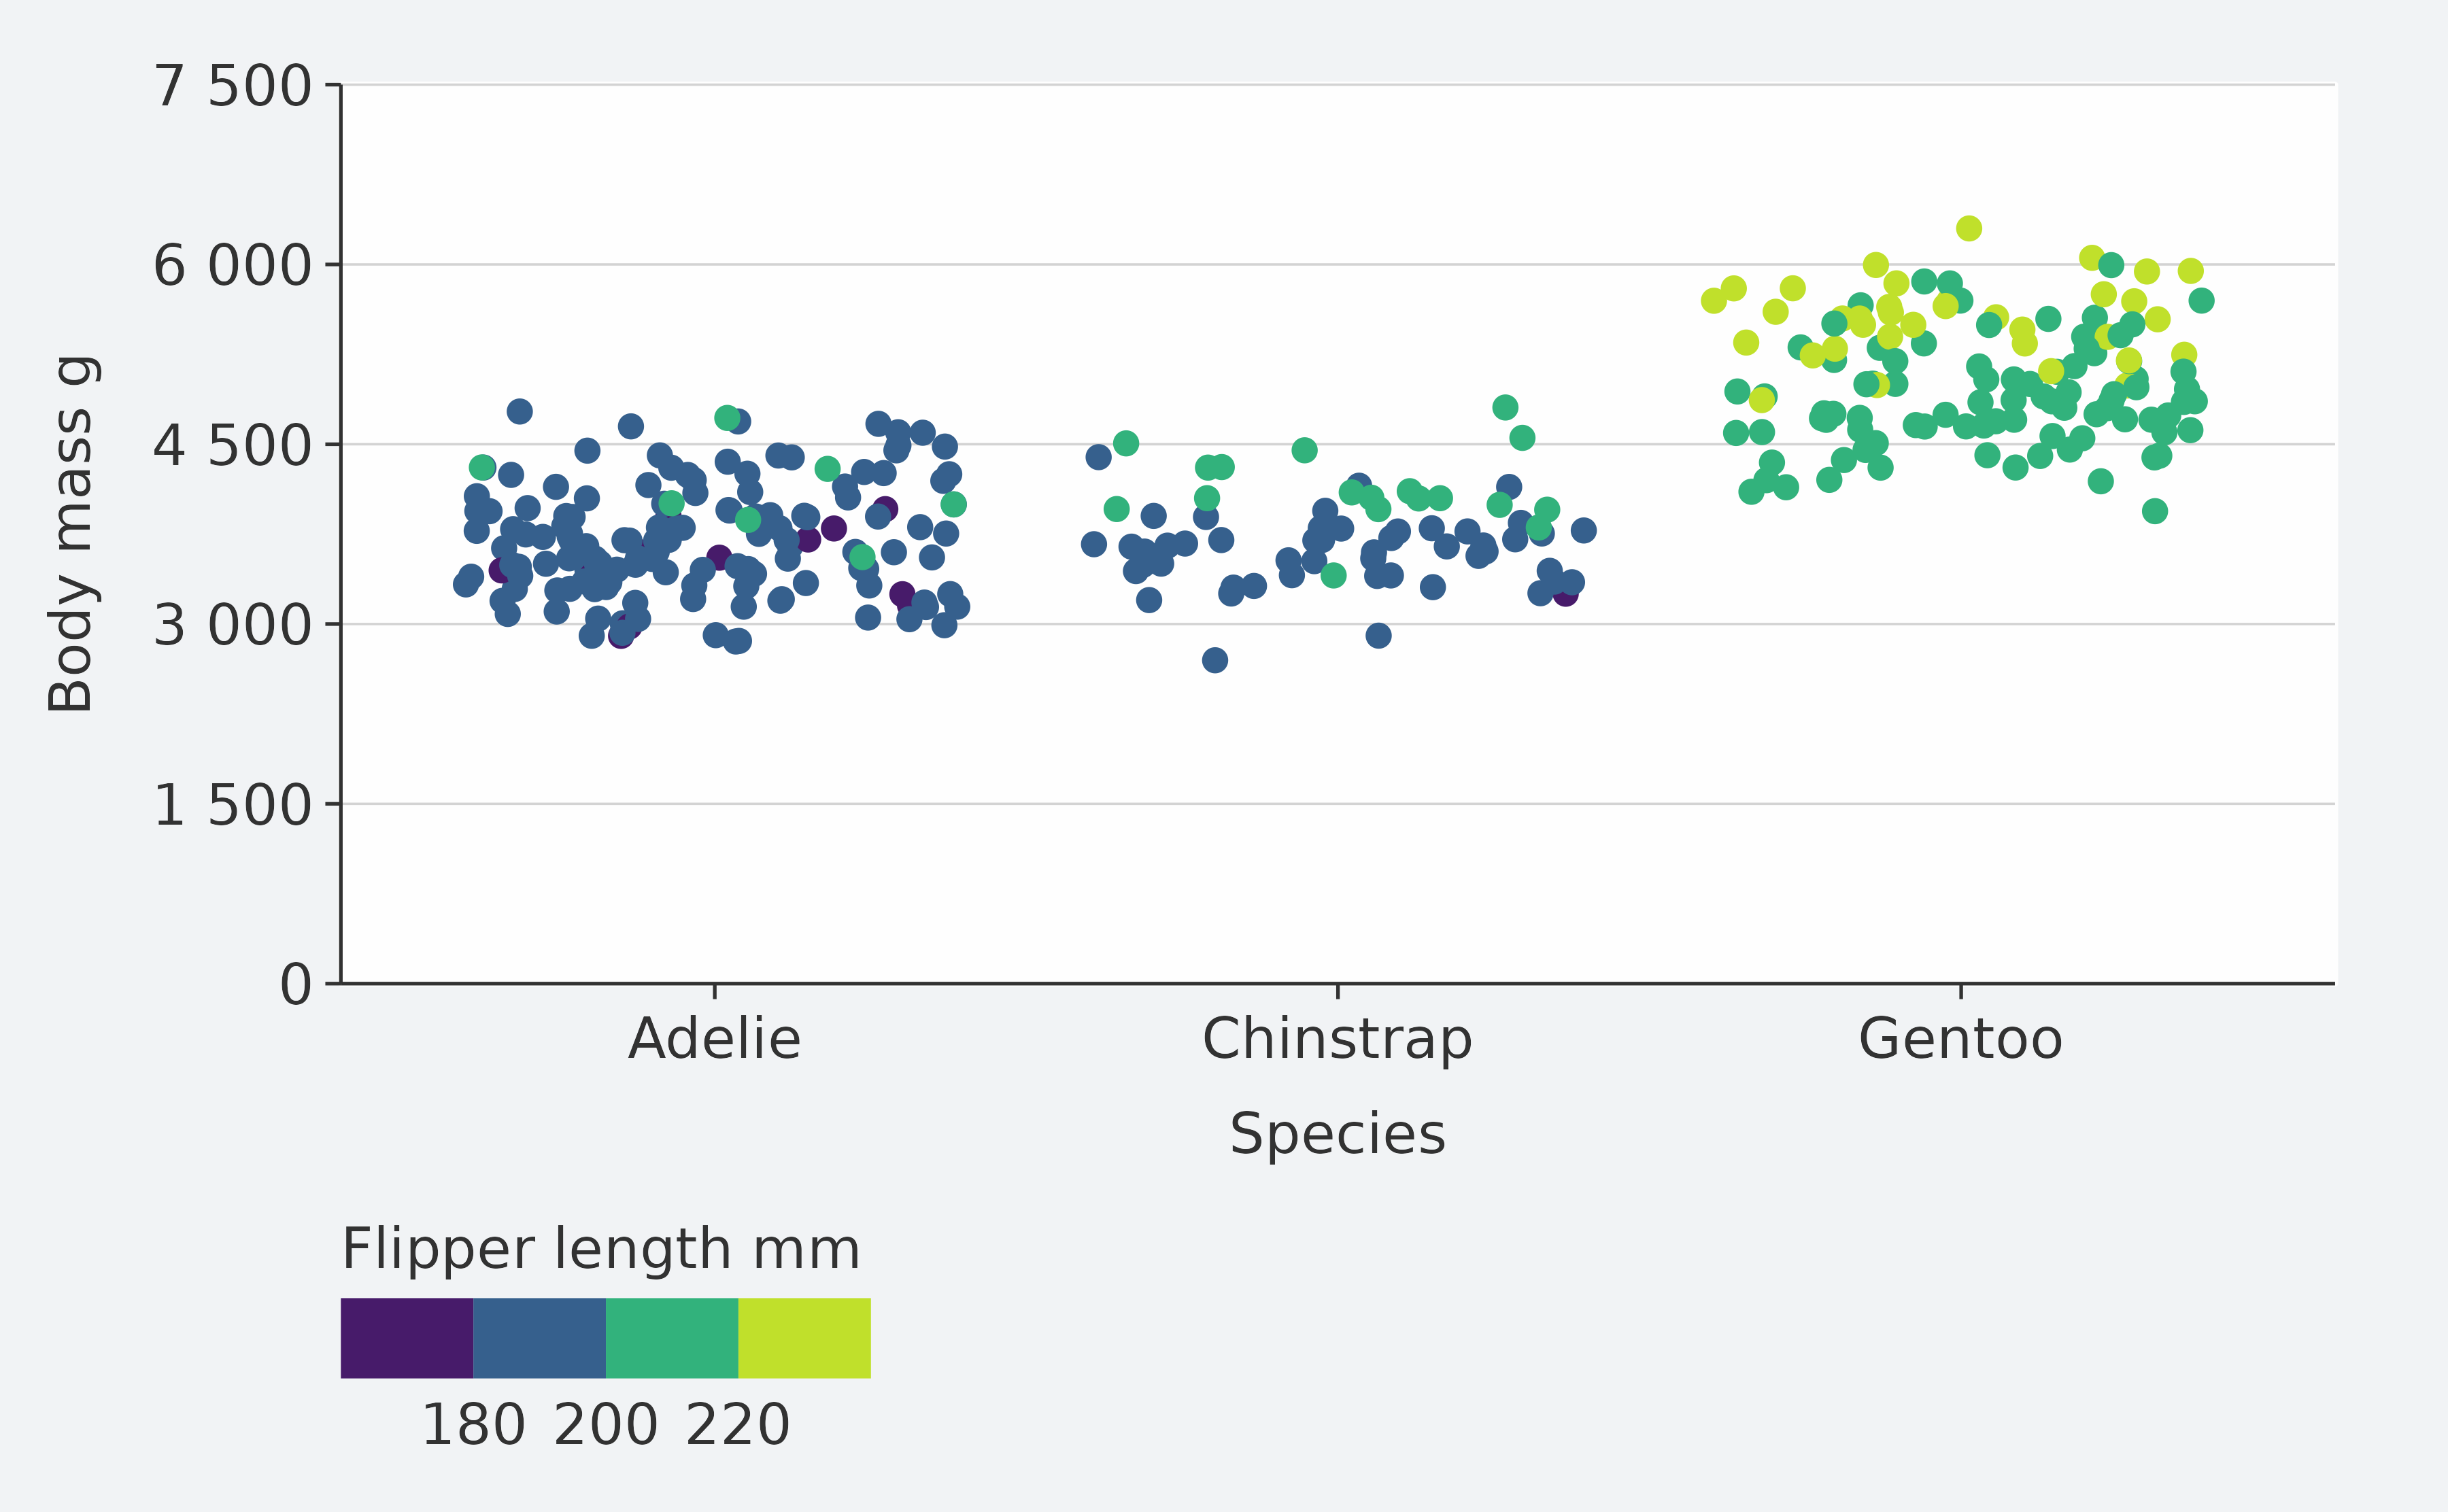 7 500
6 000
4 500
3 000
1 500
0
Body mass g
Adelie
Chinstrap
Gentoo
Species
Flipper length mm
180 200 220